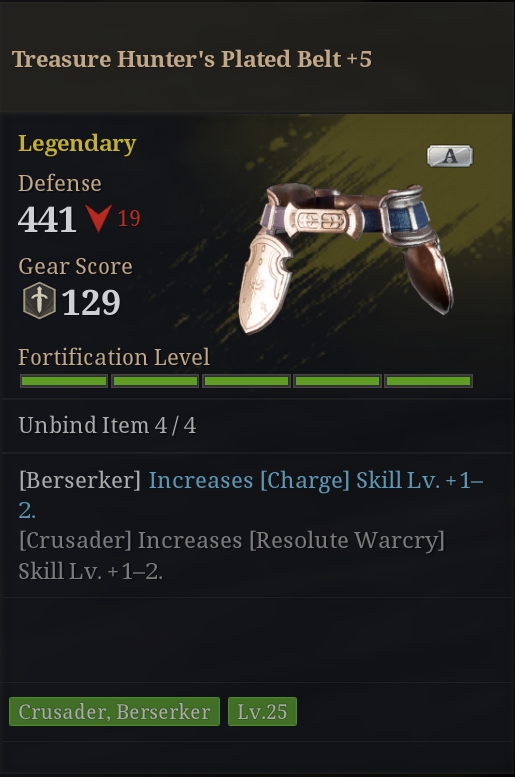 Treasure Hunter's Plated Belt +5
Legendary
A
Defense
441 19
Gear Score
129
Fortification Level
Unbind Item 4 / 4
[Berserker] Increases [Charge] Skill Lv. +1–
2.
[Crusader] Increases [Resolute Warcry]
Skill Lv. +1–2.
Crusader, Berserker Lv.25